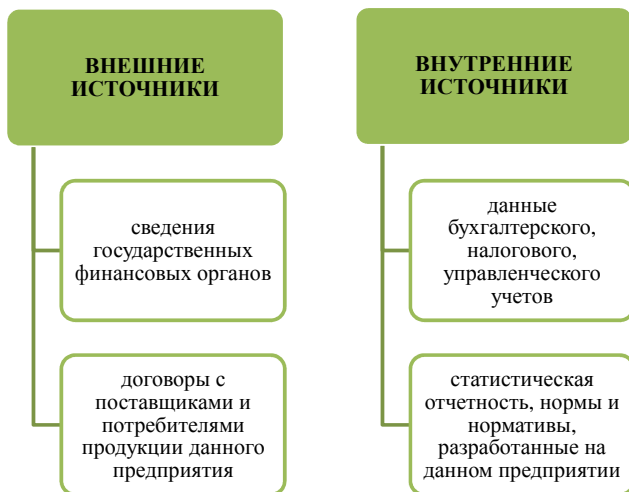 ВНЕШНИЕ
ИСТОЧНИКИ
сведения
государственных
финансовых органов
договоры с
поставщиками и
потребителями
продукции данного
предприятия
ВНУТРЕННИЕ
ИСТОЧНИКИ
данные
бухгалтерского,
налогового,
управленческого
учетов
статистическая
отчетность, нормы и
нормативы,
разработанные на
данном предприятии